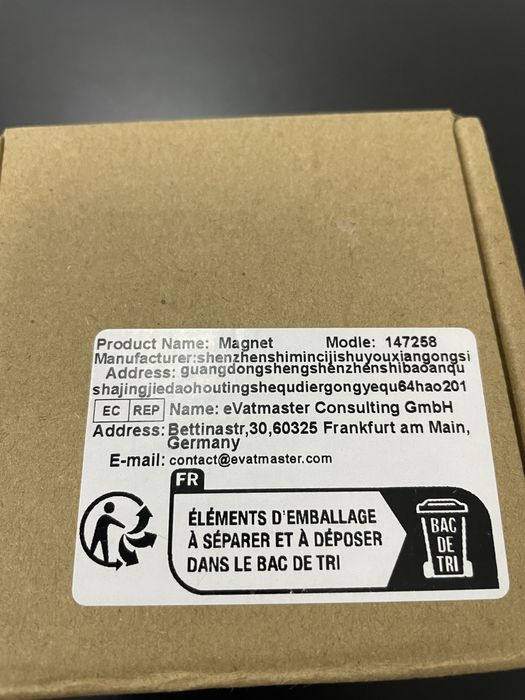 Product Name: Magnet Modle: 147258
Manufacturer:shenzhenshimincijishuyouxiangongsi
Address: guangdongshengshenzhenshibaoanqu
shajingjiedaohoutingshequdiergongyequ64hao201
EC REP Name: eVatmaster Consulting GmbH
Address: Bettinastr,30,60325 Frankfurt am Main,
Germany
E-mail: contact@evatmaster.com
FR
ÉLÉMENTS D'EMBALLAGE
À SÉPARER ET À DÉPOSER
DANS LE BAC DE TRI
BAC
DE
TRI